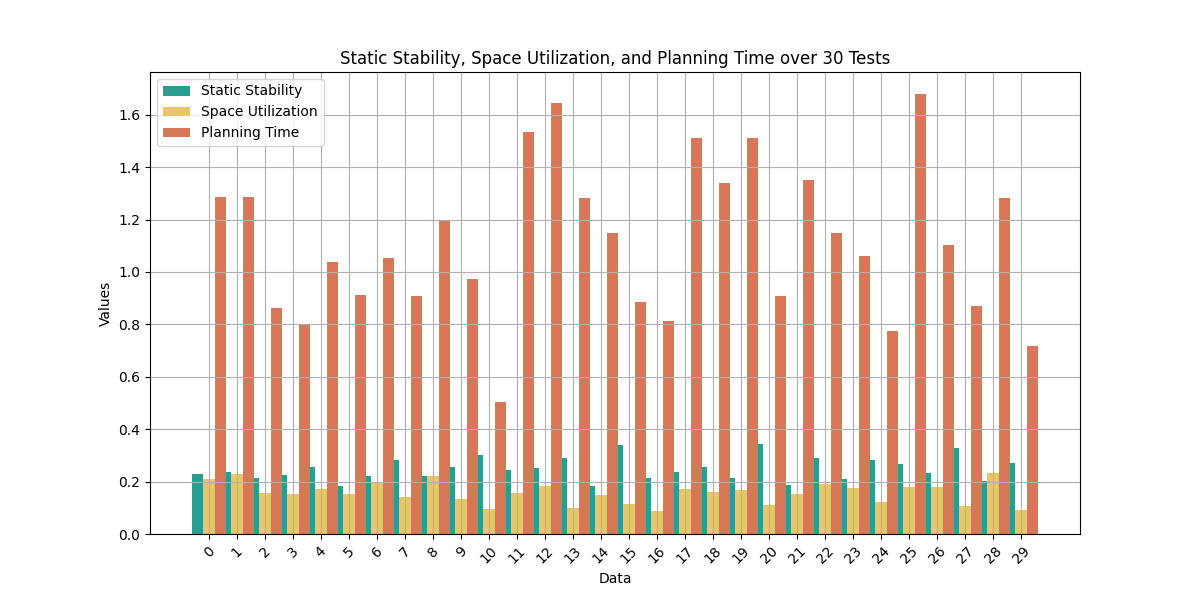 Static Stability, Space Utilization, and Planning Time over 30 Tests
Static Stability
Space Utilization
Planning Time
1.6
1.4
1.2
1.0
0.8
0.6
0.4
0.2
0.0
Values
0 1 2 3 4 5 6 7 8 9 10 11 12 13 14 15 16 17 18 19 20 21 22 23 24 25 26 27 28 29
Data